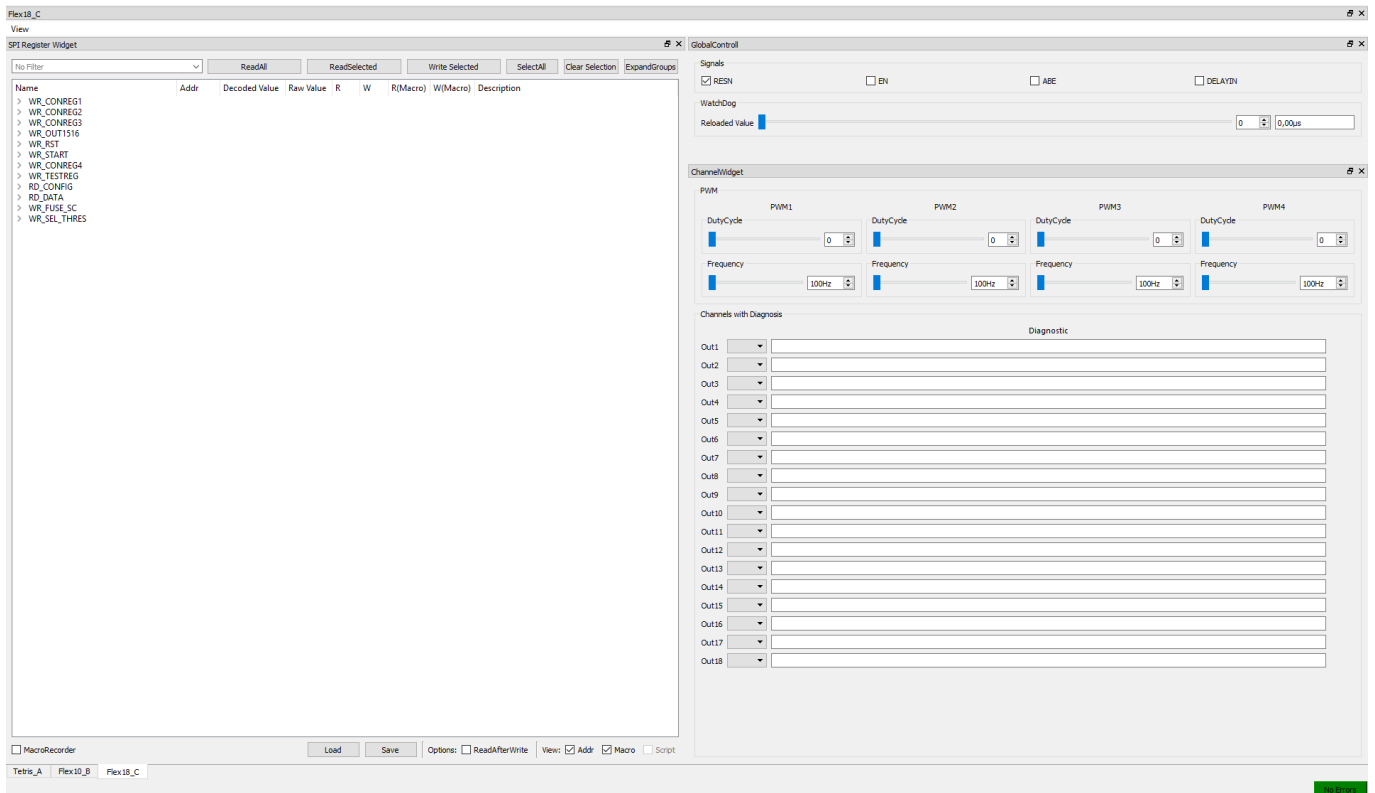 Flex18_C
View
SPI Register Widget
No Filter ReadAll ReadSelected Write Selected SelectAll Clear Selection ExpandGroups
Name Addr Decoded Value Raw Value R W R(Macro) W(Macro) Description
WR_CONREG1
WR_CONREG2
WR_CONREG3
WR_OUT1516
WR_RST
WR_START
WR_CONREG4
WR_TESTREG
RD_CONFIG
RD_DATA
WR_FUSE_SC
WR_SEL_THRES
MacroRecorder Load Save Options: ReadAfterWrite View: Addr Macro Script
GlobalControll
Signals
RESN EN ABE DELAYIN
WatchDog
Reloaded Value 0 0,00µs
ChannelWidget
PWM
PWM1 PWM2 PWM3 PWM4
DutyCycle DutyCycle DutyCycle DutyCycle
0 0 0 0
Frequency Frequency Frequency Frequency
100Hz 100Hz 100Hz 100Hz
Channels with Diagnosis
Diagnostic
Out1
Out2
Out3
Out4
Out5
Out6
Out7
Out8
Out9
Out10
Out11
Out12
Out13
Out14
Out15
Out16
Out17
Out18
Tetris_A Flex10_B Flex18_C
No Errors